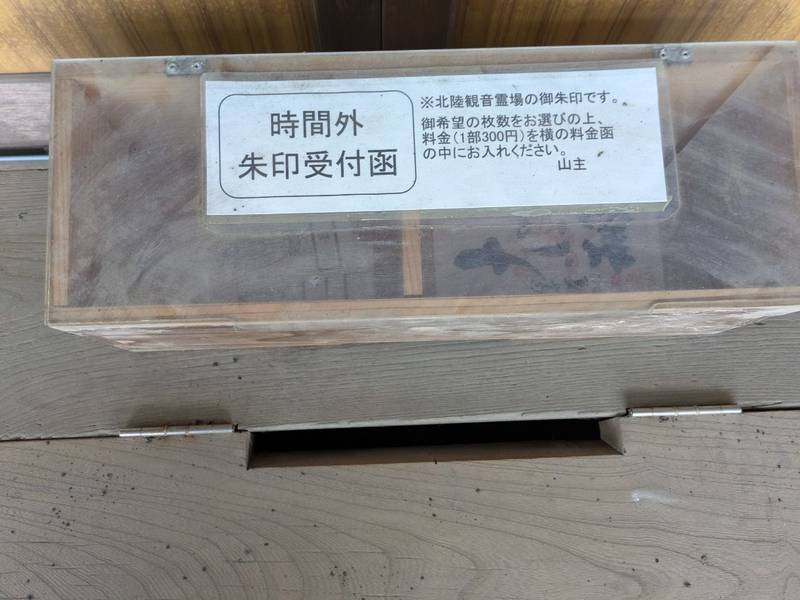 時間外
朱印受付函
※北陸観音霊場の御朱印です。
御希望の枚数をお選びの上、
料金(1部300円)を横の料金函
の中にお入れください。
山主